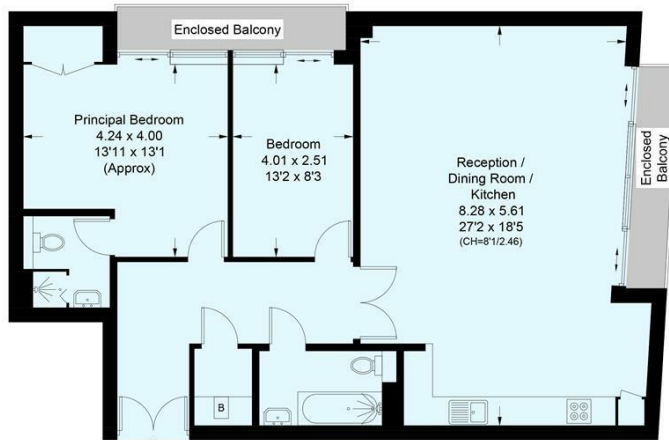 Enclosed Balcony
Principal Bedroom
4.24 x 4.00
13'11 x 13'1
(Approx)
Bedroom
4.01 x 2.51
13'2 x 8'3
Reception /
Dining Room /
Kitchen
8.28 x 5.61
27'2 x 18'5
(CH=8'1/2.46)
Enclosed
Balcony
B